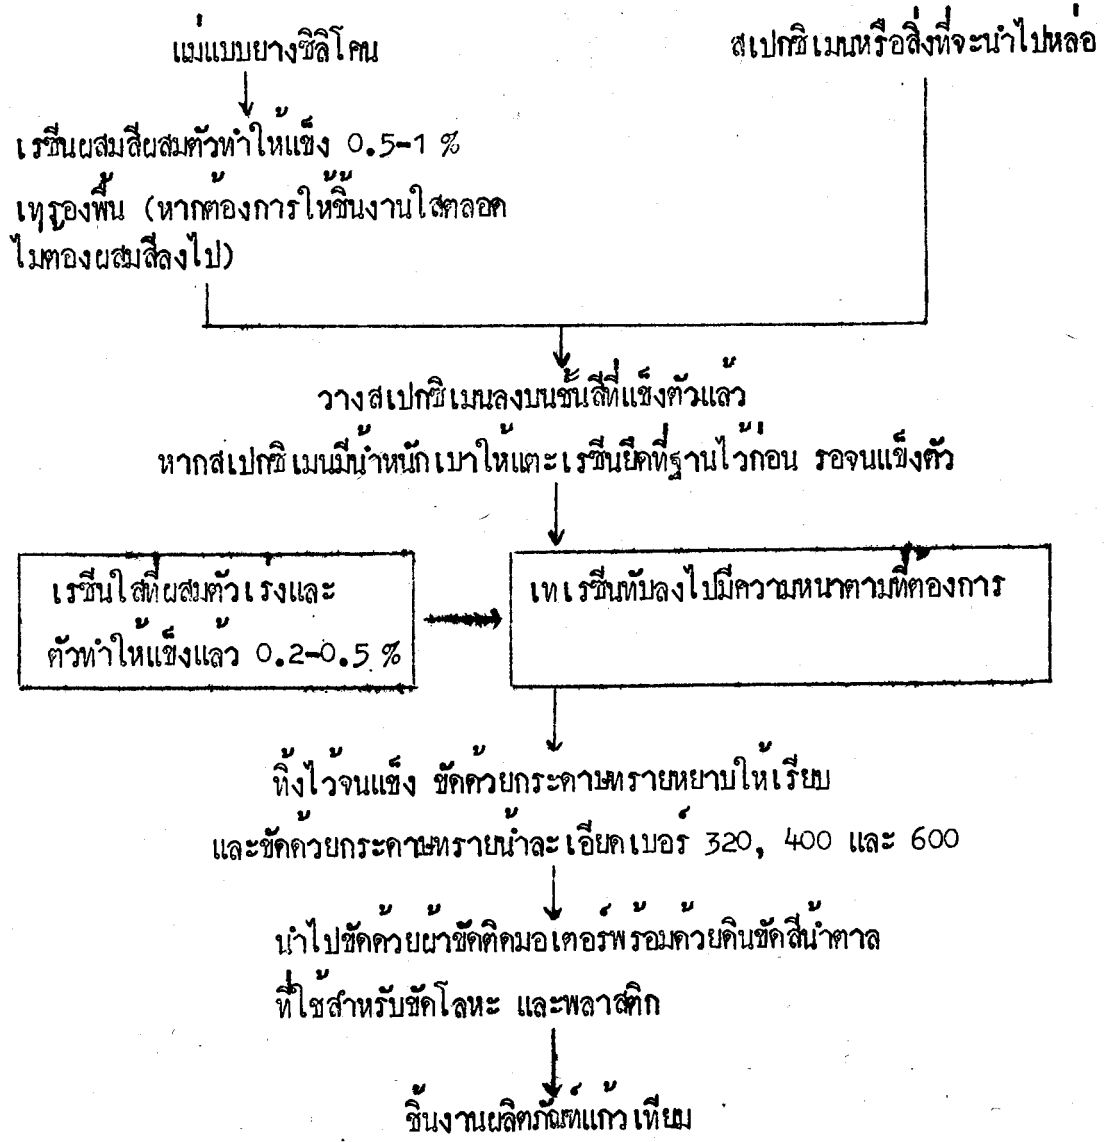 แม่แบบยางซิลิโคน
สเปกซิเมนหรือสิ่งที่จะนำไปหล่อ
เรซีนผสมสีผสมตัวทำให้แข็ง 0.5-1 %
เทรองพื้น (หากต้องการให้ชิ้นงานใสตลอด
ไม่ต้องผสมสีลงไป)
วางสเปกซิเมนลงบนชั้นสีที่แข็งตัวแล้ว
หากสเปกซิเมนมีน้ำหนักเบาให้แตะเรซีนยึดที่ฐานไว้ก่อน รอจนแข็งตัว
เรซีนใสที่ผสมตัวเร่งและ
ตัวทำให้แข็งแล้ว 0.2-0.5 %
เทเรซีนทับลงไปมีความหนาตามที่ต้องการ
ทิ้งไว้จนแข็ง ขัดด้วยกระดาษทรายหยาบให้เรียบ
และขัดด้วยกระดาษทรายน้ำละเอียดเบอร์ 320, 400 และ 600
นำไปขัดด้วยผ้าขัดติดมอเตอร์พร้อมด้วยดินขัดสีน้ำตาล
ที่ใช้สำหรับขัดโลหะ และพลาสติก
ชิ้นงานผลิตภัณฑ์แก้วเทียม